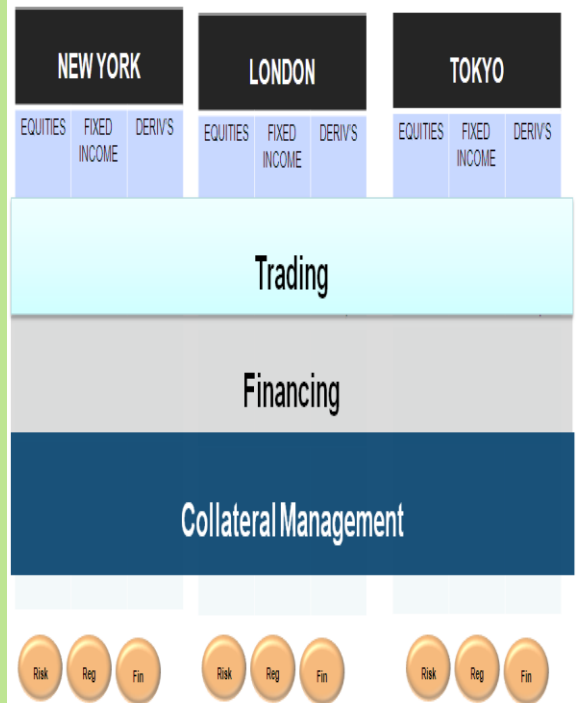 NEW YORK
LONDON
TOKYO
EQUITIES FIXED INCOME DERIV'S
EQUITIES FIXED INCOME DERIV'S
EQUITIES FIXED INCOME DERIV'S
Trading
Financing
Collateral Management
Risk Reg Fin
Risk Reg Fin
Risk Reg Fin